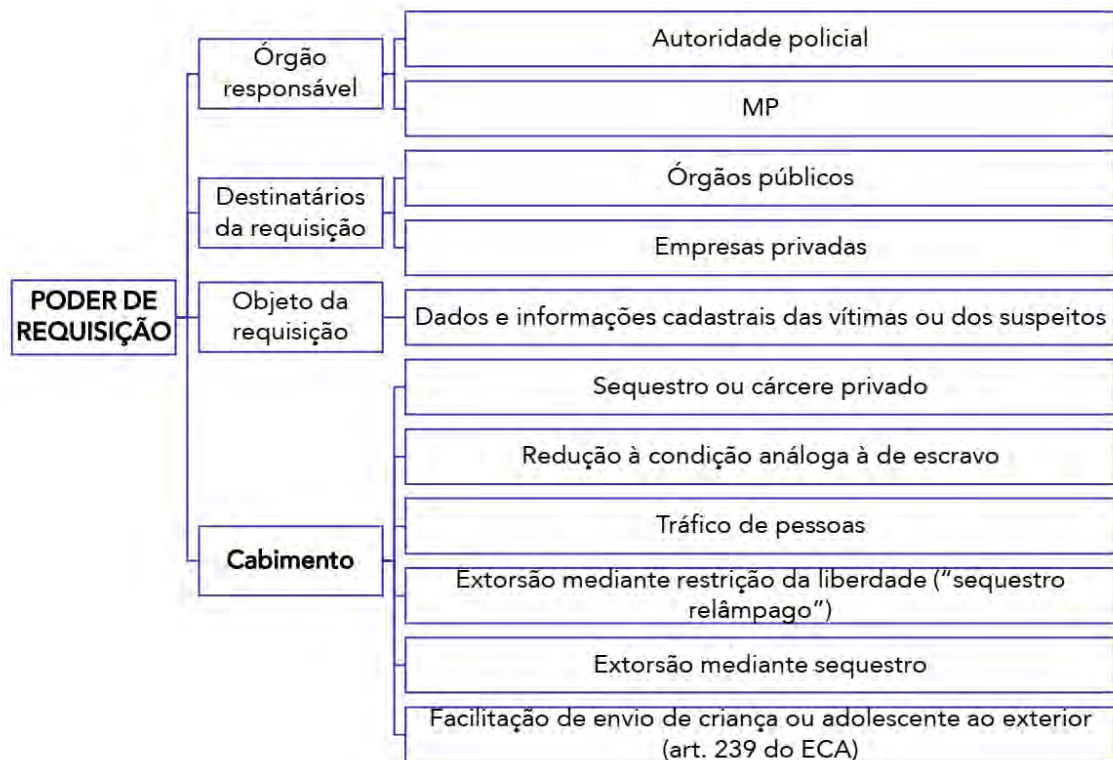 PODER DE
REQUISIÇÃO
Órgão
responsável
Autoridade policial
MP
Destinatários
da requisição
Órgãos públicos
Empresas privadas
Objeto da
requisição
Dados e informações cadastrais das vítimas ou dos suspeitos
Cabimento
Sequestro ou cárcere privado
Redução à condição análoga à de escravo
Tráfico de pessoas
Extorsão mediante restrição da liberdade (“sequestro
relâmpago”)
Extorsão mediante sequestro
Facilitação de envio de criança ou adolescente ao exterior
(art. 239 do ECA)